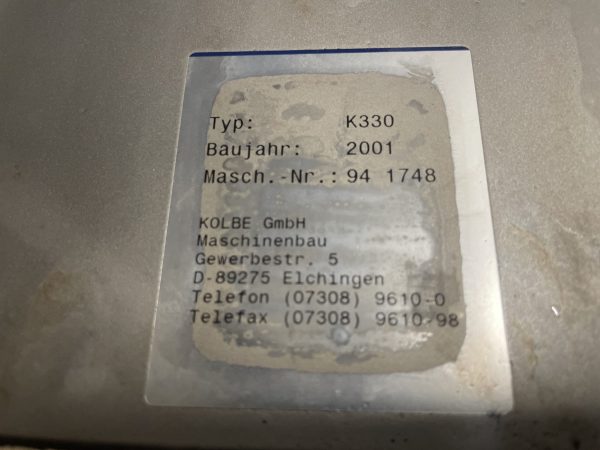 Typ: K330
Baujahr: 2001
Masch.-Nr.: 94 1748
KOLBE GmbH
Maschinenbau
Gewerbestr. 5
D-89275 Elchingen
Telefon (07308) 9610-0
Telefax (07308) 9610-98